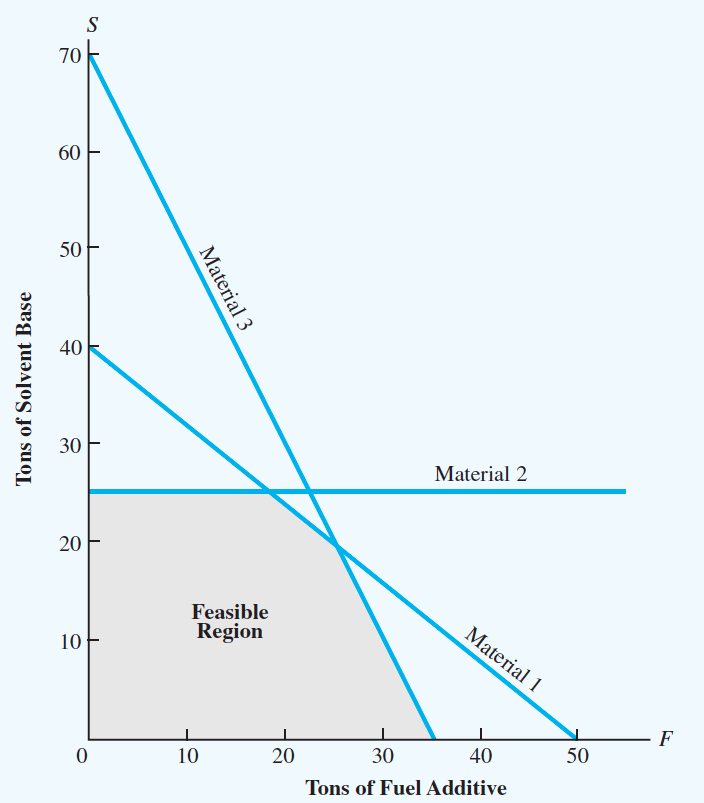 S
70
60
50
40
30
20
10
0
10
20
30
40
50
F
Tons of Solvent Base
Tons of Fuel Additive
Material 3
Material 2
Material 1
Feasible
Region